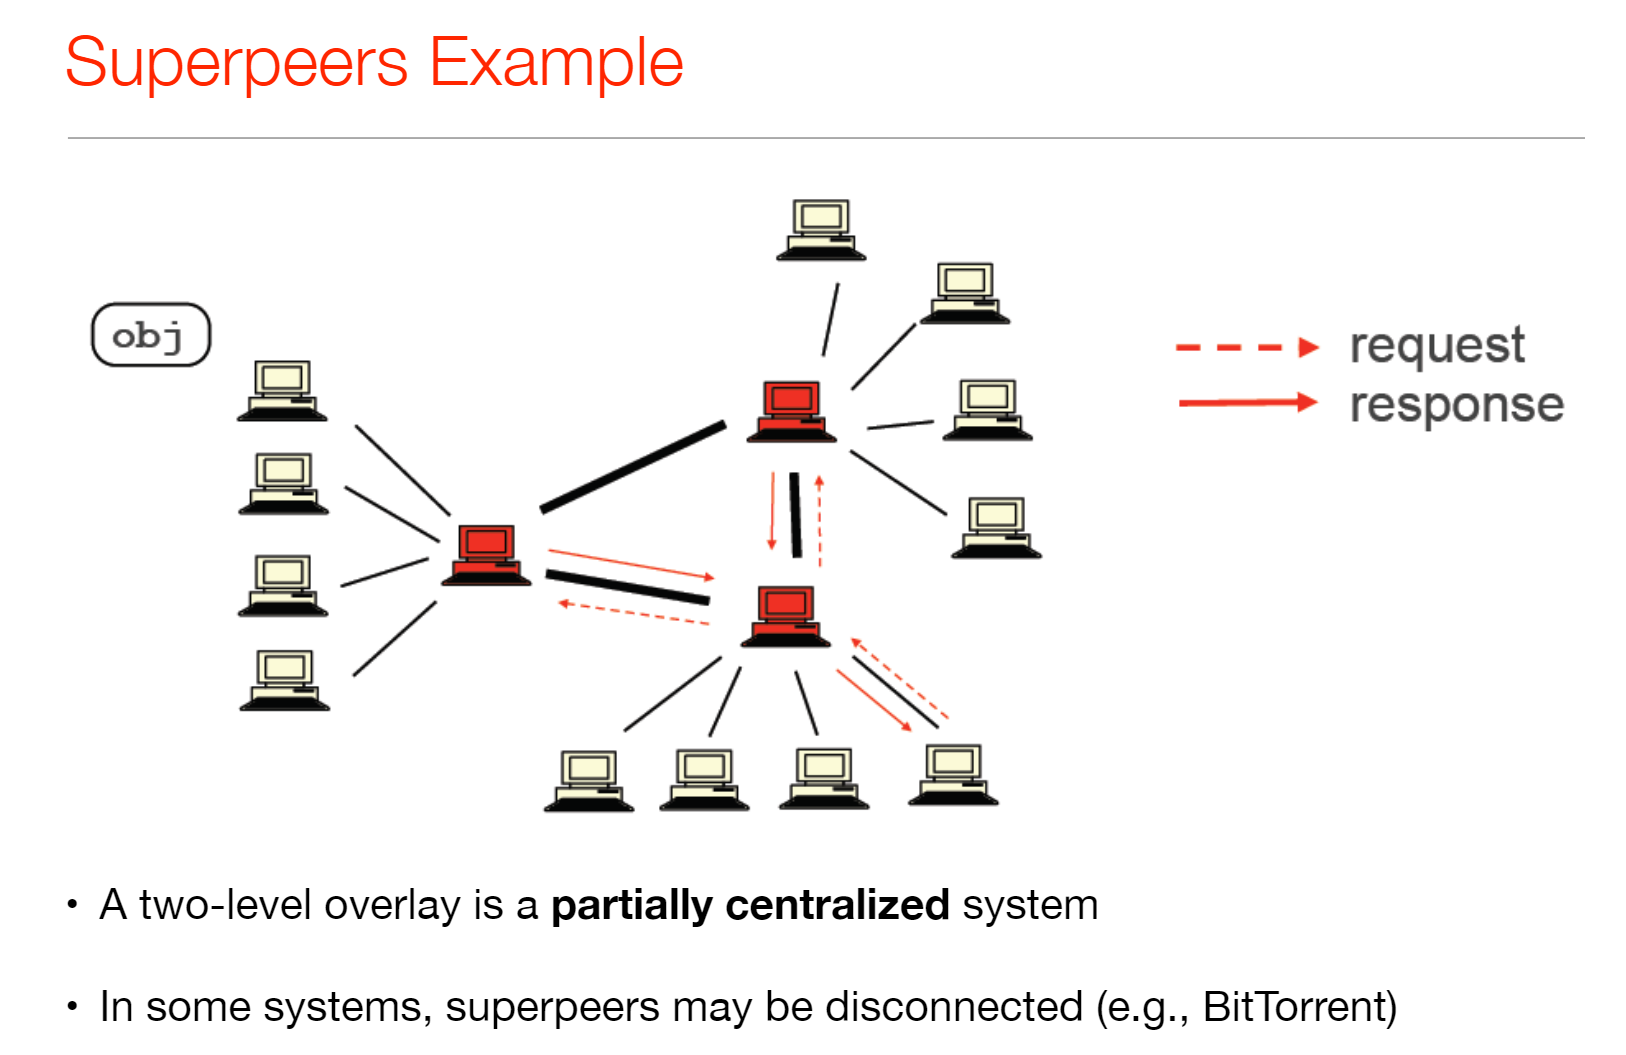 Superpeers Example
obj
request
response
• A two-level overlay is a partially centralized system
• In some systems, superpeers may be disconnected (e.g., BitTorrent)